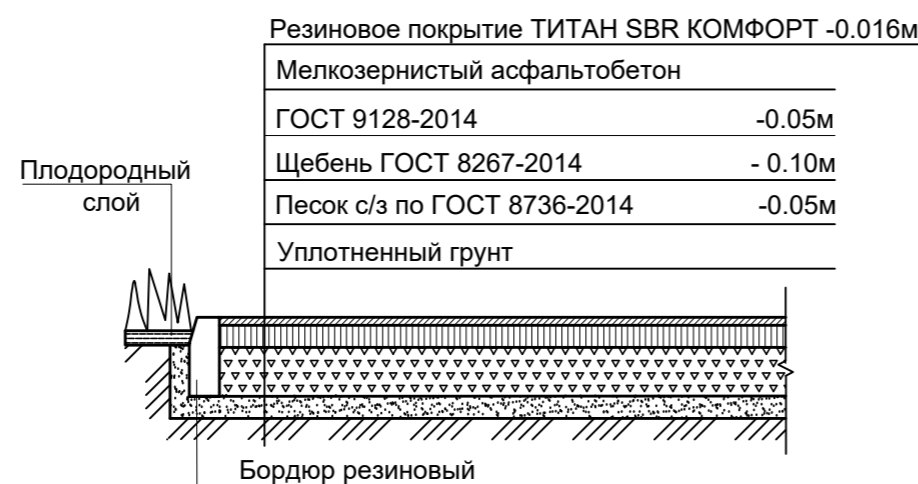 Резиновое покрытие ТИТАН SBR КОМФОРТ -0.016м
Мелкозернистый асфальтобетон
ГОСТ 9128-2014 -0.05м
Щебень ГОСТ 8267-2014 - 0.10м
Песок с/з по ГОСТ 8736-2014 -0.05м
Уплотненный грунт
Плодородный
слой
Бордюр резиновый